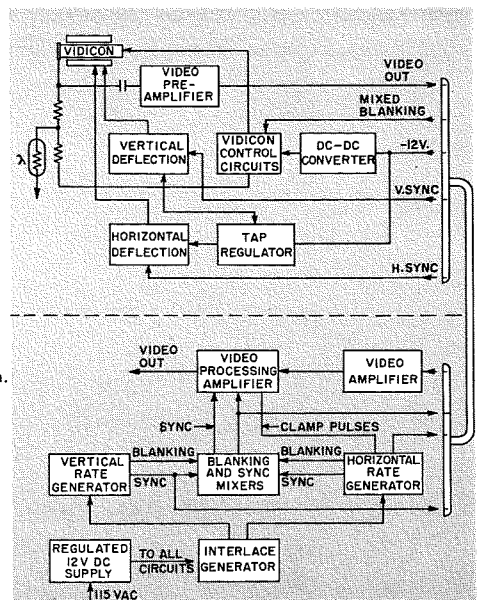 VIDICON
VIDEO
OUT
VIDEO
PRE-
AMPLIFIER
MIXED
BLANKING
λ
VERTICAL
DEFLECTION
VIDICON
CONTROL
CIRCUITS
DC-DC
CONVERTER
-12V.
V.SYNC
HORIZONTAL
DEFLECTION
TAP
REGULATOR
H.SYNC
VIDEO
OUT
VIDEO
PROCESSING
AMPLIFIER
VIDEO
AMPLIFIER
SYNC
CLAMP PULSES
VERTICAL
RATE
GENERATOR
BLANKING
SYNC
BLANKING
AND SYNC
MIXERS
BLANKING
SYNC
HORIZONTAL
RATE
GENERATOR
REGULATED
12V DC
SUPPLY
TO ALL
CIRCUITS
INTERLACE
GENERATOR
115 VAC